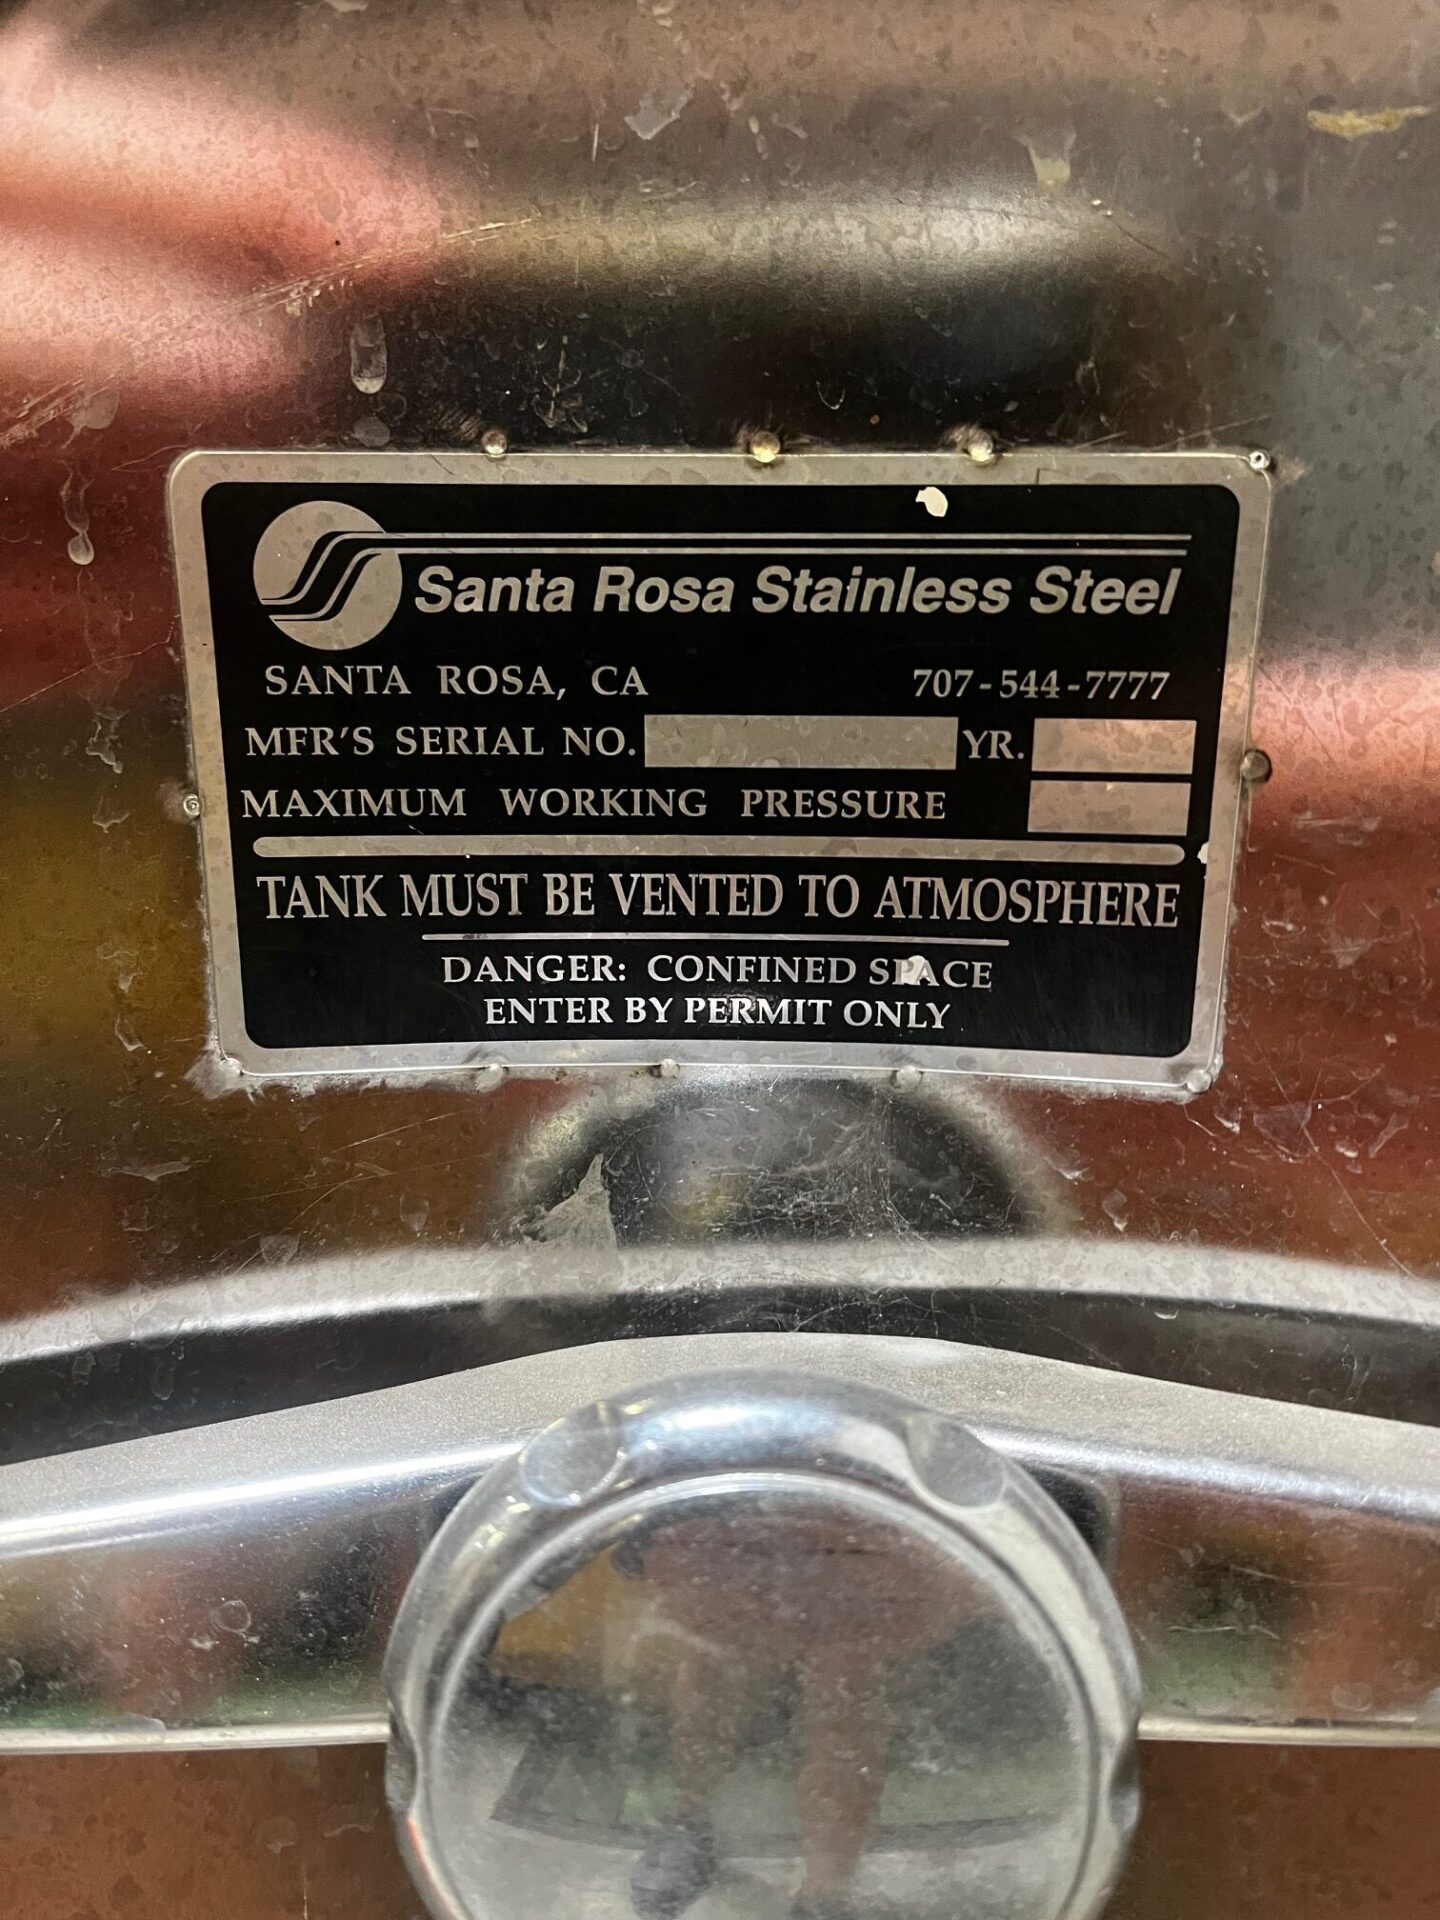 Santa Rosa Stainless Steel
SANTA ROSA, CA 707-544-7777
MFR'S SERIAL NO. YR.
MAXIMUM WORKING PRESSURE
TANK MUST BE VENTED TO ATMOSPHERE
DANGER: CONFINED SPACE
ENTER BY PERMIT ONLY